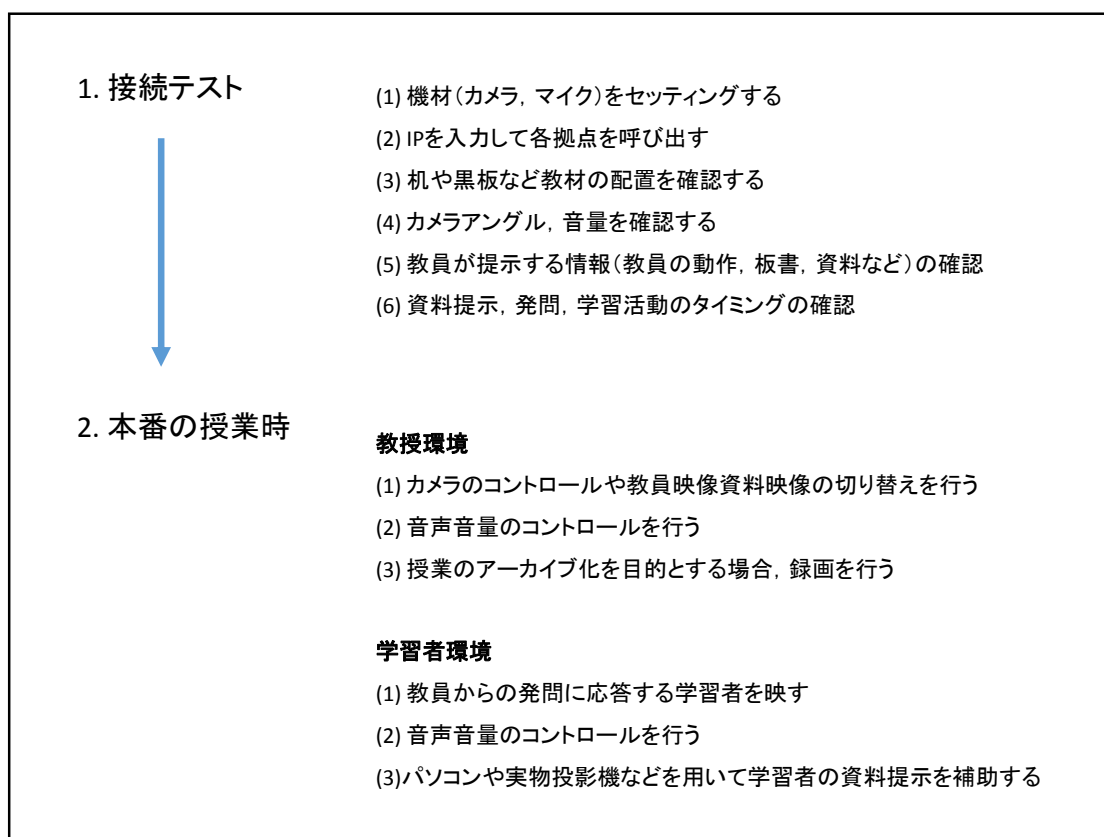 1. 接続テスト
(1) 機材(カメラ, マイク)をセッティングする
(2) IPを入力して各拠点を呼び出す
(3) 机や黒板など教材の配置を確認する
(4) カメラアングル, 音量を確認する
(5) 教員が提示する情報(教員の動作, 板書, 資料など)の確認
(6) 資料提示, 発問, 学習活動のタイミングの確認
2. 本番の授業時
教授環境
(1) カメラのコントロールや教員映像資料映像の切り替えを行う
(2) 音声音量のコントロールを行う
(3) 授業のアーカイブ化を目的とする場合, 録画を行う
学習者環境
(1) 教員からの発問に応答する学習者を映す
(2) 音声音量のコントロールを行う
(3)パソコンや実物投影機などを用いて学習者の資料提示を補助する